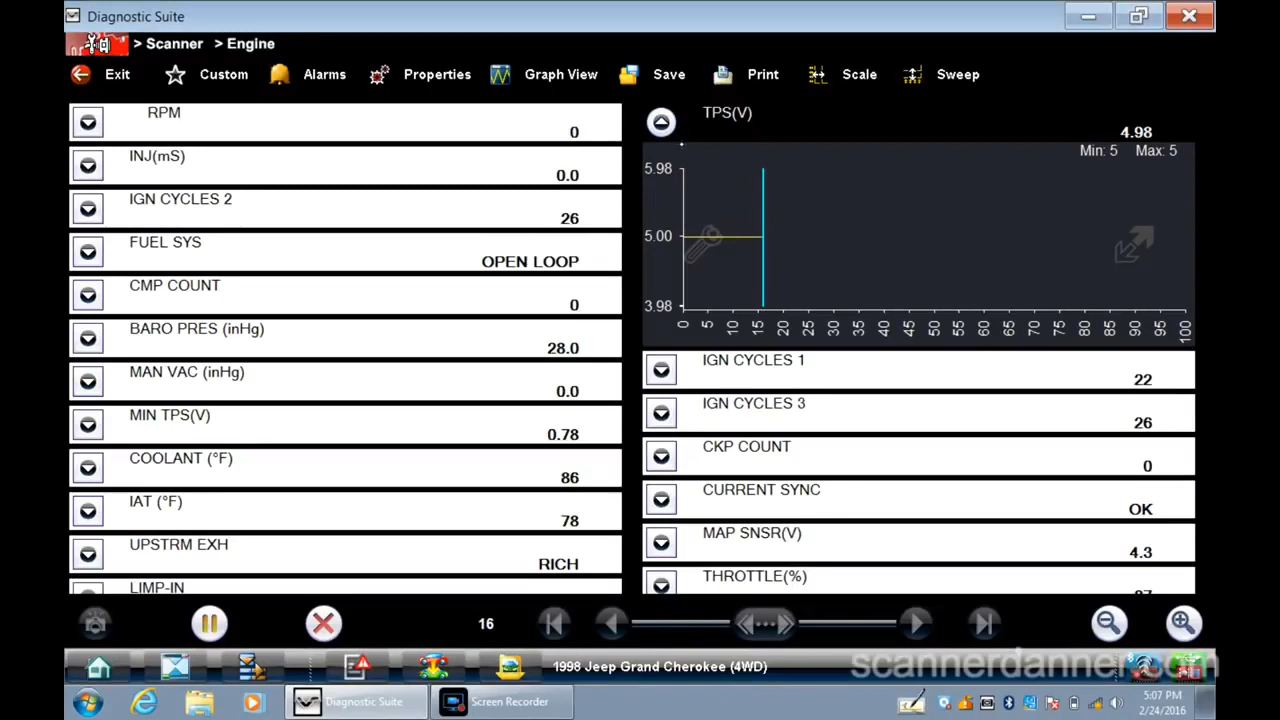 Diagnostic Suite
> Scanner > Engine
Exit Custom Alarms Properties Graph View Save Print Scale Sweep
RPM
0
INJ(mS)
0.0
IGN CYCLES 2
26
FUEL SYS
OPEN LOOP
CMP COUNT
0
BARO PRES (inHg)
28.0
MAN VAC (inHg)
0.0
MIN TPS(V)
0.78
COOLANT (°F)
86
IAT (°F)
78
UPSTRM EXH
RICH
LIMP-IN
TPS(V)
4.98
Min: 5 Max: 5
5.98
5.00
3.98
0 5 10 15 20 25 30 35 40 45 50 55 60 65 70 75 80 85 90 95 100
IGN CYCLES 1
22
IGN CYCLES 3
26
CKP COUNT
0
CURRENT SYNC
OK
MAP SNSR(V)
4.3
THROTTLE(%)
16
1998 Jeep Grand Cherokee (4WD)
scannerdanner.com
Diagnostic Suite
Screen Recorder
5:07 PM
2/24/2016